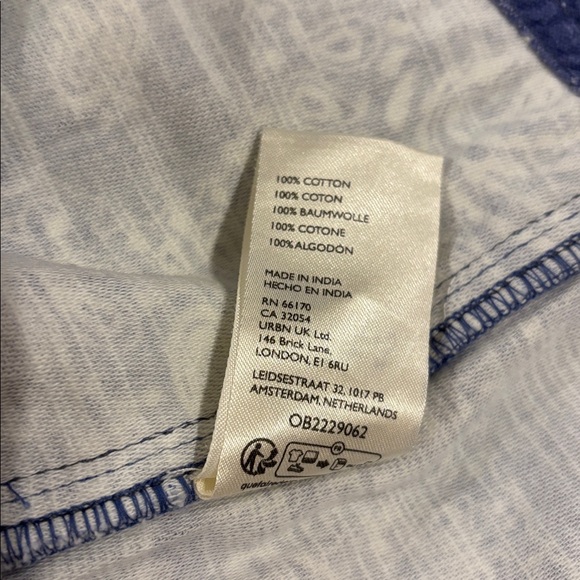 100% COTTON
100% COTON
100% BAUMWOLLE
100% COTONE
100% ALGODÓN
MADE IN INDIA
HECHO EN INDIA
RN 66170
CA 32054
URBN UK Ltd.
146 Brick Lane,
LONDON, E1 6RU
LEIDSESTRAAT 32, 1017 PB
AMSTERDAM, NETHERLANDS
OB2229062
FR